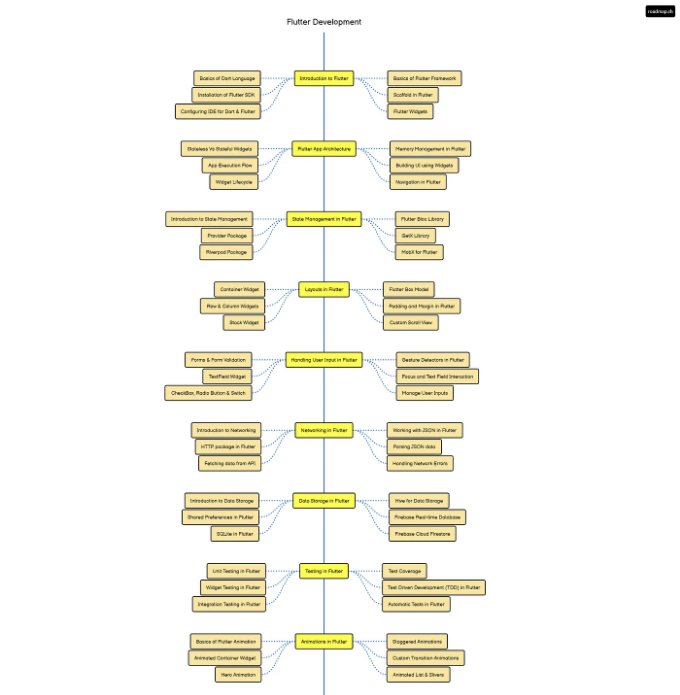 Flutter Development
roadmap.sh
Basics of Dart Language
Installation of Flutter SDK
Configuring IDE for Dart & Flutter
Introduction to Flutter
Basics of Flutter Framework
Scaffold in Flutter
Flutter Widgets
Stateless Vs Stateful Widgets
App Execution Flow
Widget Lifecycle
Flutter App Architecture
Memory Management in Flutter
Building UI using Widgets
Navigation in Flutter
Introduction to State Management
Provider Package
Riverpod Package
State Management in Flutter
Flutter Bloc Library
GetX Library
MobX for Flutter
Container Widget
Row & Column Widgets
Stack Widget
Layouts in Flutter
Flutter Box Model
Padding and Margin in Flutter
Custom Scroll View
Forms & Form Validation
TextField Widget
CheckBox, Radio Button & Switch
Handling User Input in Flutter
Gesture Detectors in Flutter
Focus and Text Field Interaction
Manage User Inputs
Introduction to Networking
HTTP package in Flutter
Fetching data from API
Networking in Flutter
Working with JSON in Flutter
Parsing JSON data
Handling Network Errors
Introduction to Data Storage
Shared Preferences in Flutter
SQLite in Flutter
Data Storage in Flutter
Hive for Data Storage
Firebase Real-time Database
Firebase Cloud Firestore
Unit Testing in Flutter
Widget Testing in Flutter
Integration Testing in Flutter
Testing in Flutter
Test Coverage
Test Driven Development (TDD) in Flutter
Automatic Tests in Flutter
Basics of Flutter Animation
Animated Container Widget
Hero Animation
Animations in Flutter
Staggered Animations
Custom Transition Animations
Animated List & Slivers